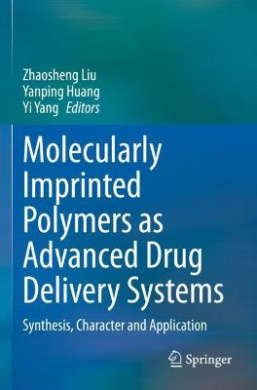 Zhaosheng Liu
Yanping Huang
Yi Yang Editors
Molecularly
Imprinted
Polymers as
Advanced Drug
Delivery Systems
Synthesis, Character and Application
Springer